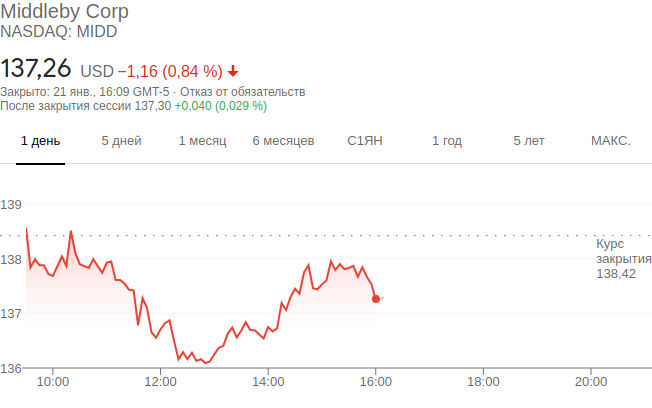 Middleby Corp
NASDAQ: MIDD
137,26 USD −1,16 (0,84 %)
Закрыто: 21 янв., 16:09 GMT-5 · Отказ от обязательств
После закрытия сессии 137,30 +0,040 (0,029 %)
1 день 5 дней 1 месяц 6 месяцев С1ЯН 1 год 5 лет МАКС.
139
Курс
закрытия
138,42
138
137
136
10:00 12:00 14:00 16:00 18:00 20:00